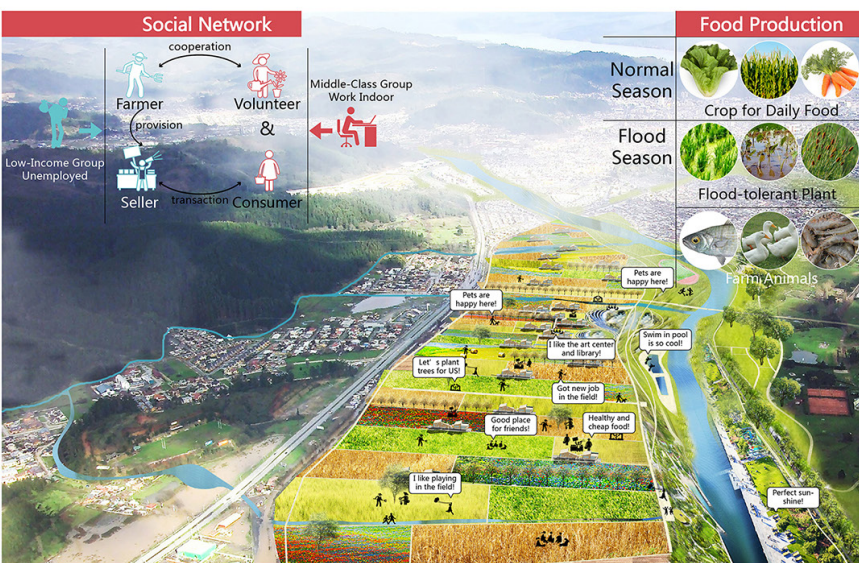 Social Network
cooperation
Farmer
Volunteer
provision
&
Seller
transaction
Consumer
Low-Income Group
Unemployed
Middle-Class Group
Work Indoor
Food Production
Normal
Season
Crop for Daily Food
Flood
Season
Flood-tolerant Plant
Farm Animals
Pets are
happy here!
Pets are
happy here!
Swim in pool
is so cool!
I like the art center
and library!
Let's plant
trees for US!
Got new job
in the field!
Good place
for friends!
Healthy and
cheap food!
I like playing
in the field!
Perfect sun-
shine!